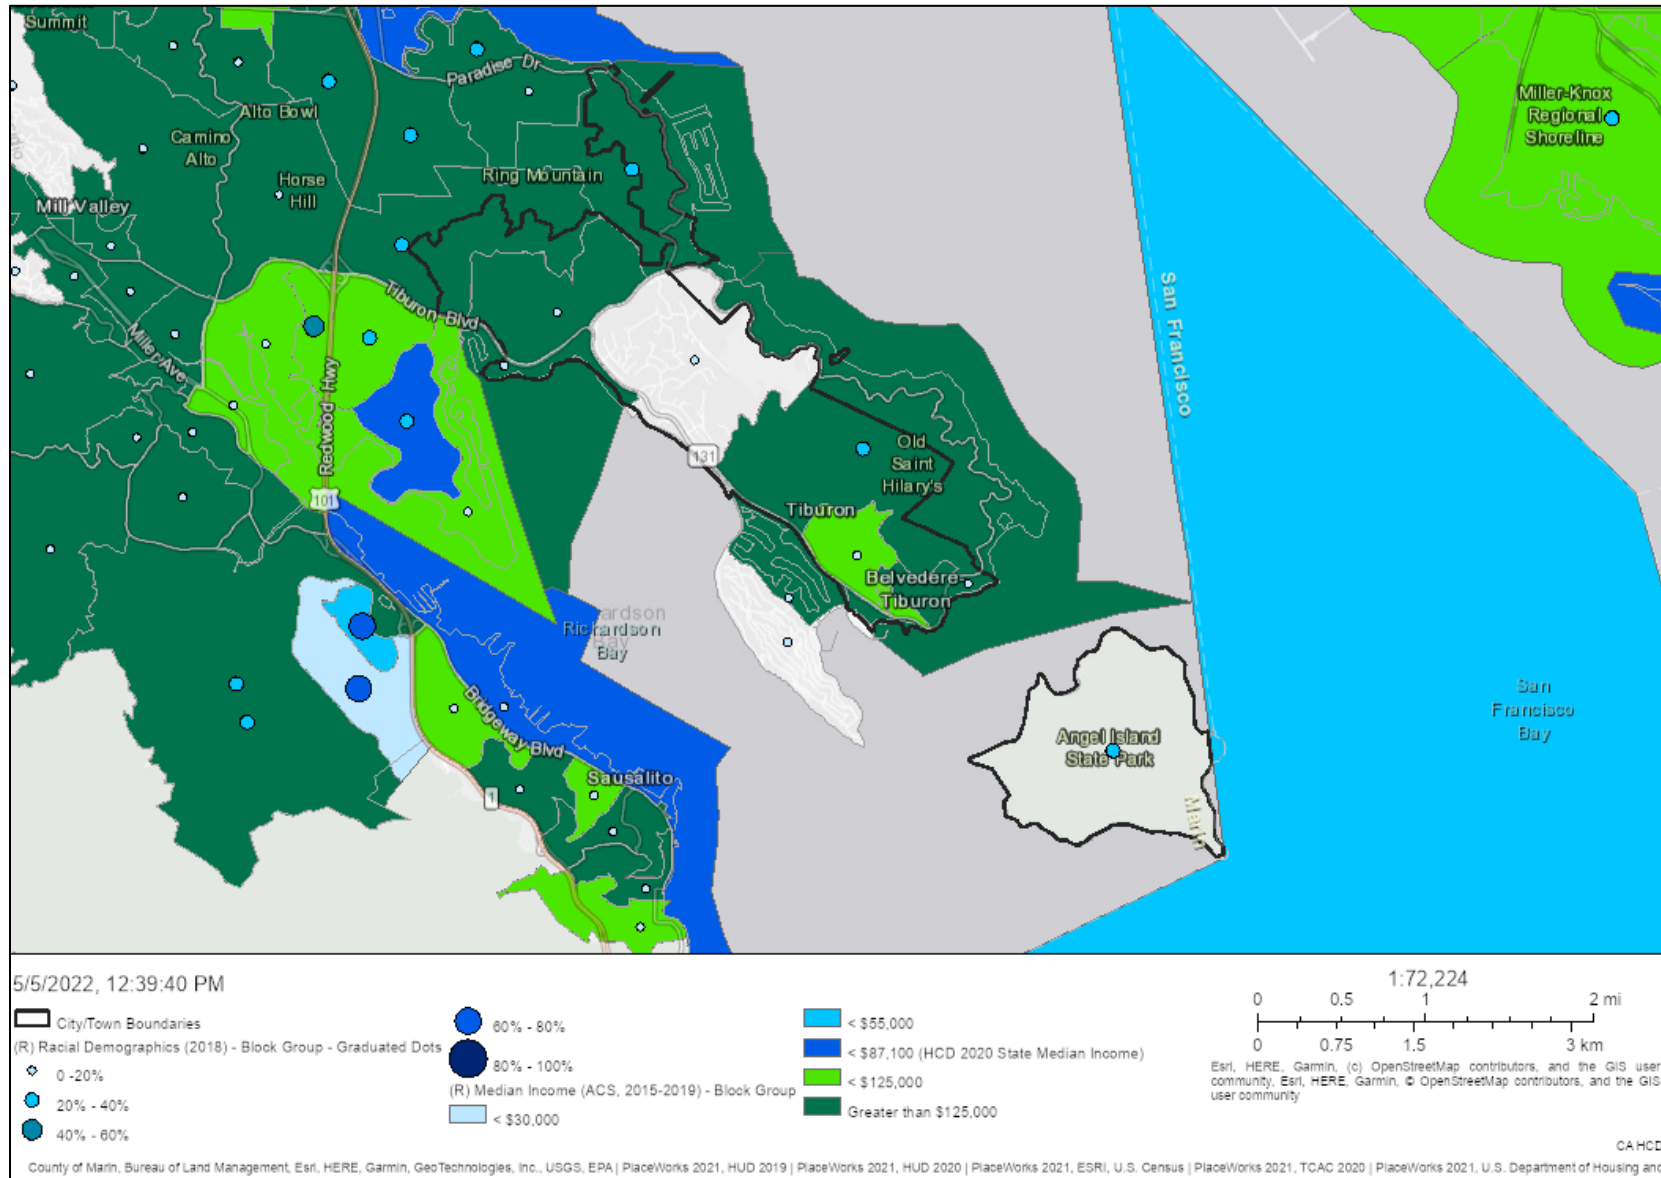 Summit
Paradise Dr
Alto Bowl
Camino
Alto
Horse
Hill
Ring Mountain
Mill Valley
Miller-Knox
Regional
Shoreline
Tiburon Blvd
Miller Ave
Redwood Hwy
San Francisco
101
131
Old
Saint
Hilary's
Tiburon
Belvedere-
Tiburon
ardson
Bay
Richardson
Bay
Bridgeway Blvd
Sausalito
1
Angel Island
State Park
Marin
San
Francisco
Bay
5/5/2022, 12:39:40 PM
City/Town Boundaries
(R) Racial Demographics (2018) - Block Group - Graduated Dots
0 -20%
20% - 40%
40% - 60%
60% - 80%
80% - 100%
(R) Median Income (ACS, 2015-2019) - Block Group
< $30,000
< $55,000
< $87,100 (HCD 2020 State Median Income)
< $125,000
Greater than $125,000
1:72,224
0 0.5 1 2 mi
0 0.75 1.5 3 km
Esri, HERE, Garmin, (c) OpenStreetMap contributors, and the GIS user
community, Esri, HERE, Garmin, © OpenStreetMap contributors, and the GIS
user community
CA HCD
County of Marin, Bureau of Land Management, Esri, HERE, Garmin, GeoTechnologies, Inc., USGS, EPA | PlaceWorks 2021, HUD 2019 | PlaceWorks 2021, HUD 2020 | PlaceWorks 2021, ESRI, U.S. Census | PlaceWorks 2021, TCAC 2020 | PlaceWorks 2021, U.S. Department of Housing and